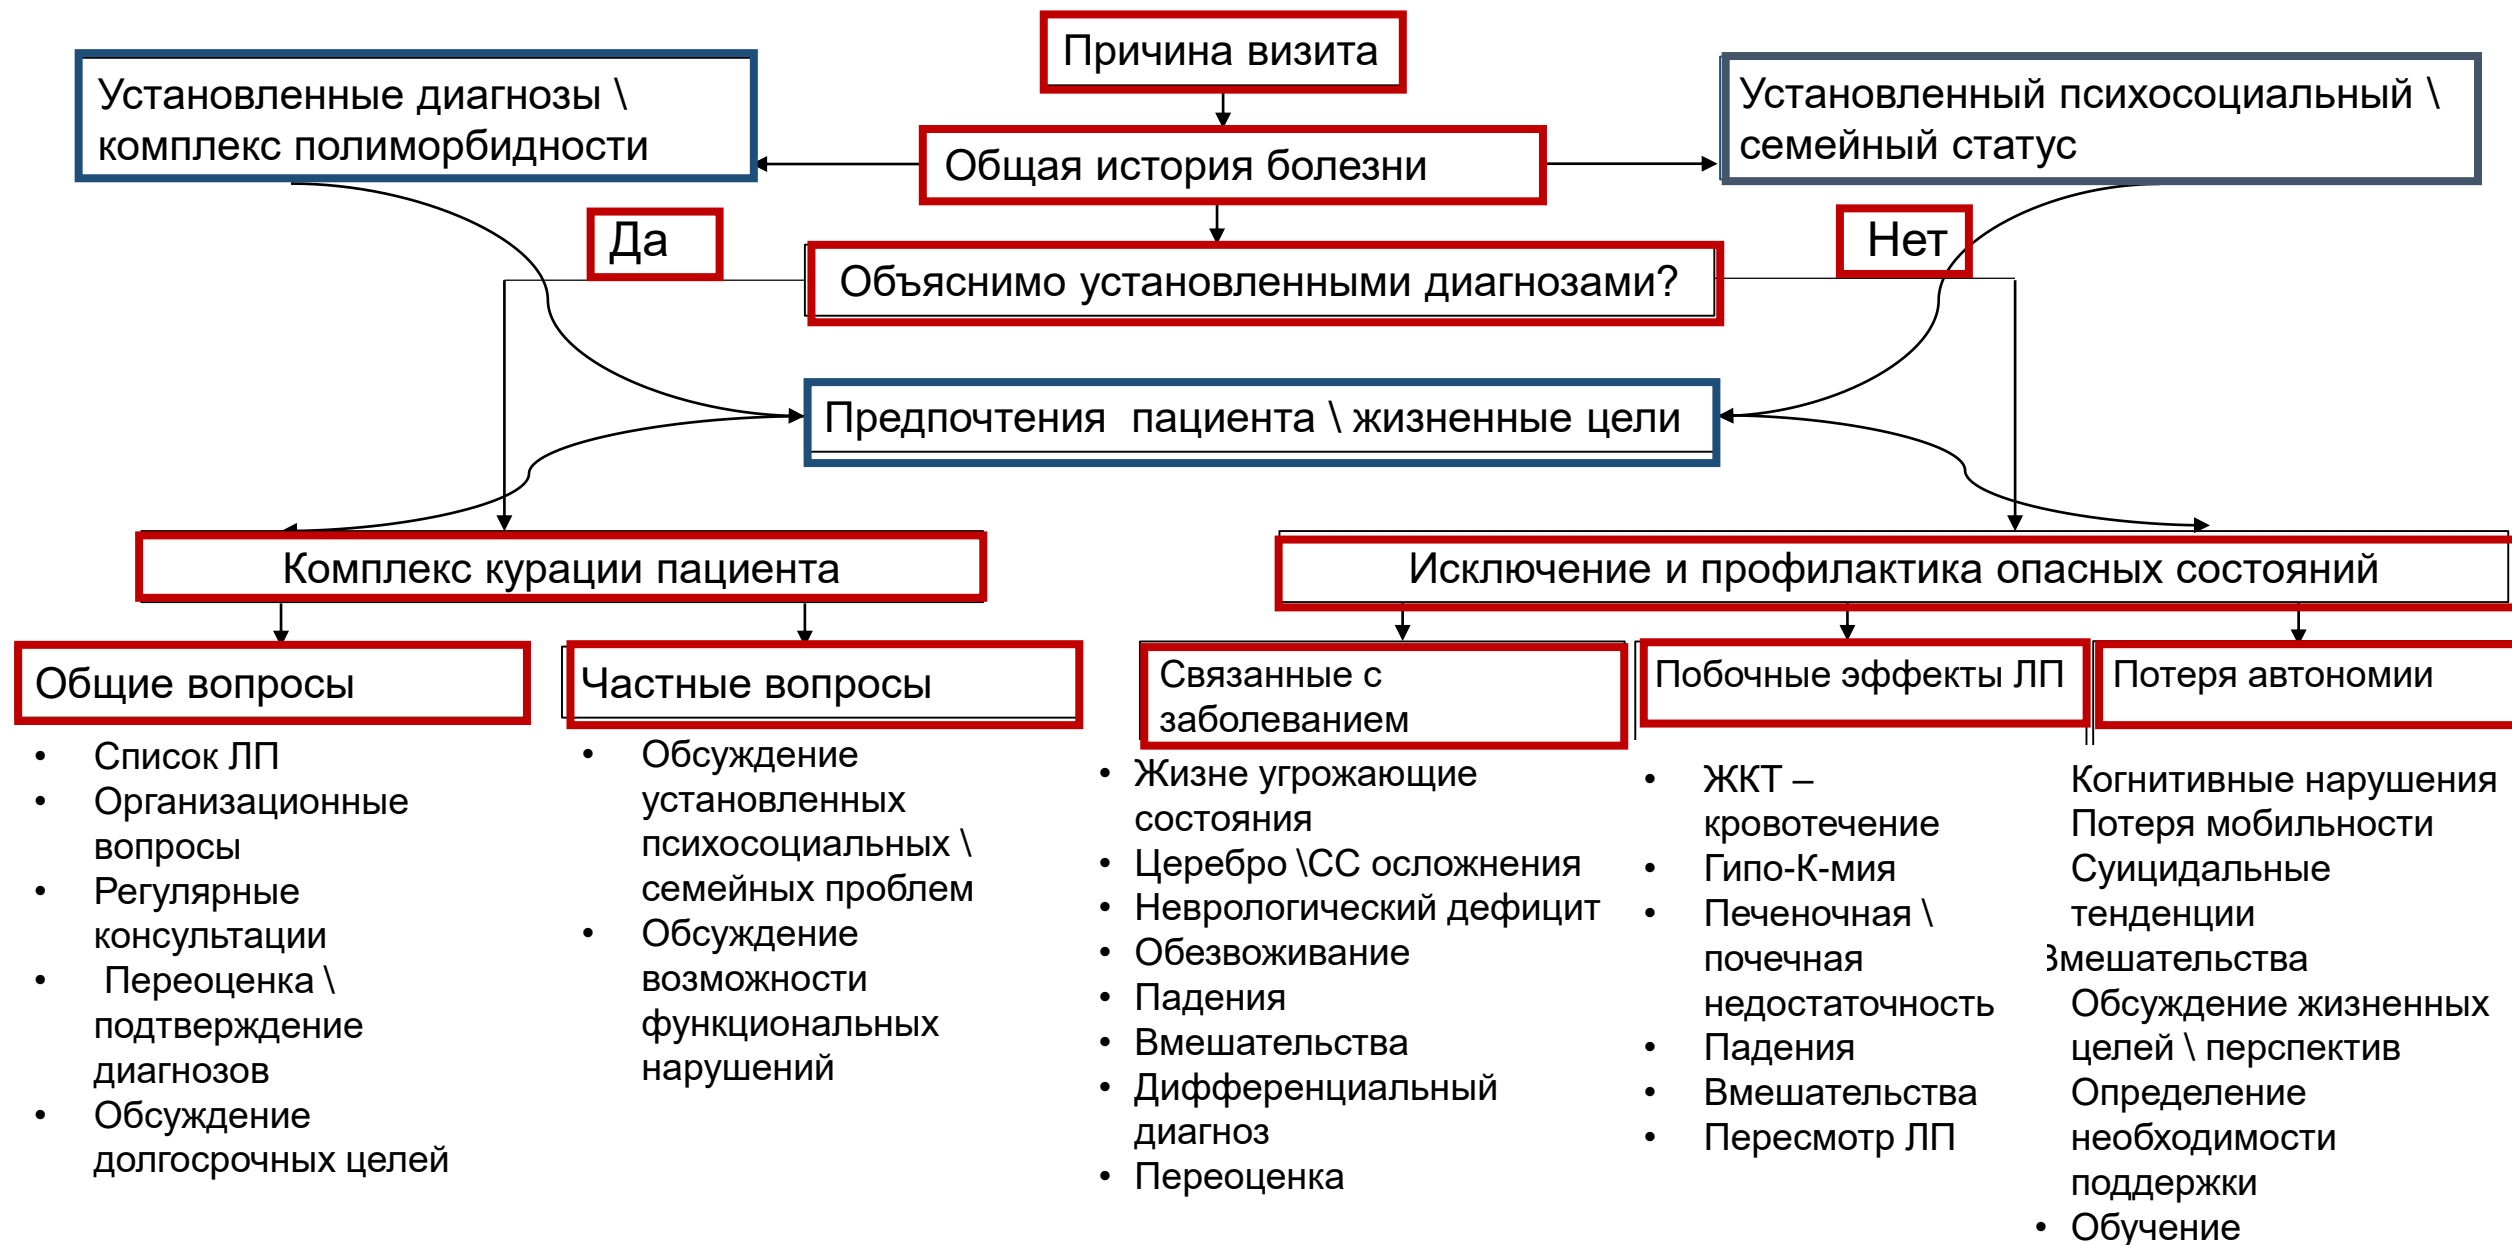 Причина визита
Установленные диагнозы \
комплекс полиморбидности
Общая история болезни
Установленный психосоциальный \
семейный статус
Да
Объяснимо установленными диагнозами?
Нет
Предпочтения пациента \ жизненные цели
Комплекс курации пациента
Исключение и профилактика опасных состояний
Общие вопросы
• Список ЛП
• Организационные
вопросы
• Регулярные
консультации
• Переоценка \
подтверждение
диагнозов
• Обсуждение
долгосрочных целей
Частные вопросы
• Обсуждение
установленных
психосоциальных \
семейных проблем
• Обсуждение
возможности
функциональных
нарушений
Связанные с
заболеванием
• Жизне угрожающие
состояния
• Церебро \СС осложнения
• Неврологический дефицит
• Обезвоживание
• Падения
• Вмешательства
• Дифференциальный
диагноз
• Переоценка
Побочные эффекты ЛП
• ЖКТ –
кровотечение
• Гипо-К-мия
• Печеночная \
почечная
недостаточность
• Падения
• Вмешательства
• Пересмотр ЛП
Потеря автономии
Когнитивные нарушения
Потеря мобильности
Суицидальные
тенденции
Вмешательства
Обсуждение жизненных
целей \ перспектив
Определение
необходимости
поддержки
• Обучение